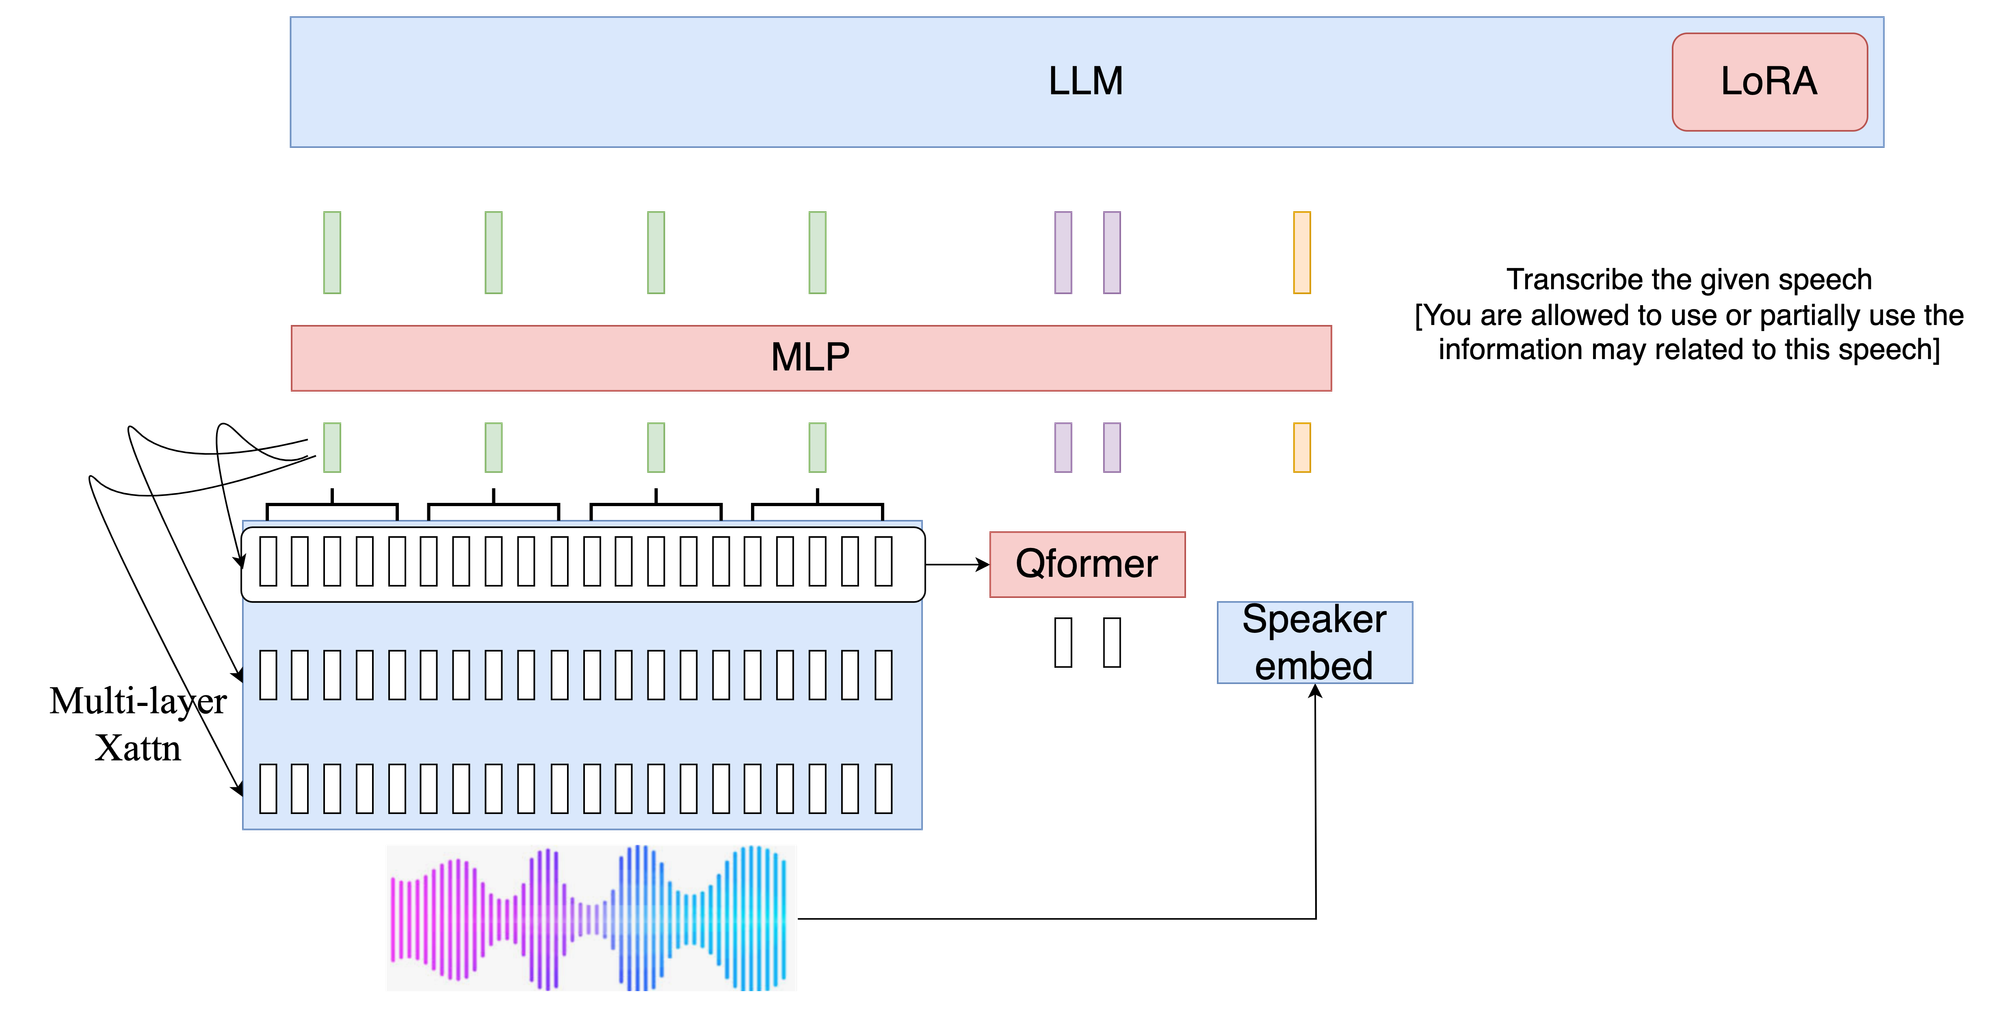 LLM
LoRA
Transcribe the given speech
[You are allowed to use or partially use the
information may related to this speech]
MLP
Qformer
Speaker
embed
Multi-layer
Xattn